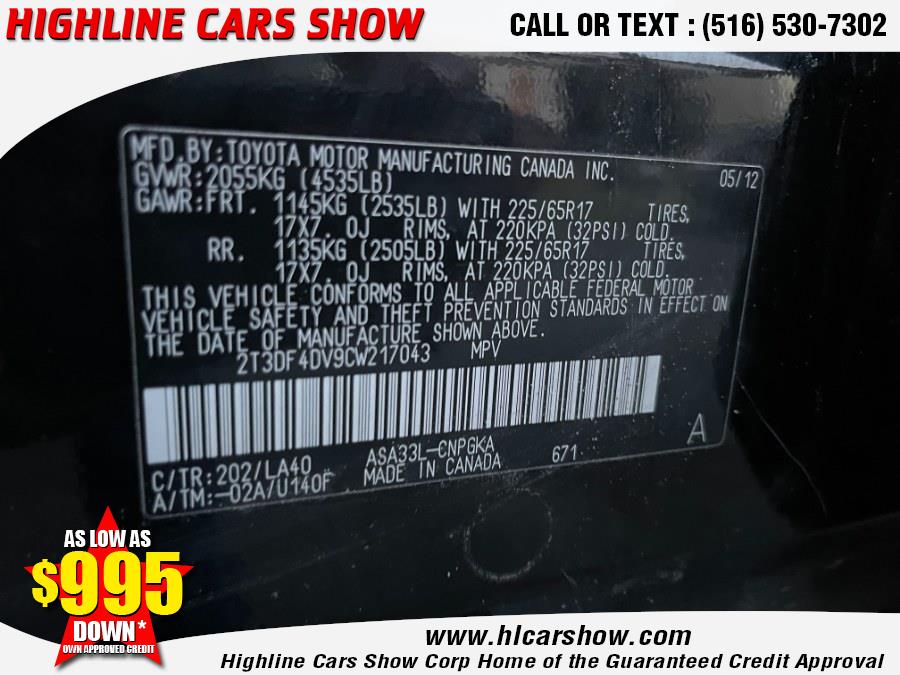 HIGHLINE CARS SHOW
CALL OR TEXT : (516) 530-7302
MFD.BY:TOYOTA MOTOR MANUFACTURING CANADA INC.
05/12
GVWR:2055KG (4535LB)
GAWR:FRT. 1145KG (2535LB) WITH 225/65R17 TIRES,
17X7.0J RIMS, AT 220KPA (32PSI) COLD.
RR. 1135KG (2505LB) WITH 225/65R17 TIRES,
17X7.0J RIMS, AT 220KPA (32PSI) COLD.
THIS VEHICLE CONFORMS TO ALL APPLICABLE FEDERAL MOTOR
VEHICLE SAFETY AND THEFT PREVENTION STANDARDS IN EFFECT ON
THE DATE OF MANUFACTURE SHOWN ABOVE.
2T3DF4DV9CW217043 MPV
A
C/TR:202/LA40 ASA33L-CNPGKA 671
A/TM:-02A/U140F MADE IN CANADA
AS LOW AS
$995
DOWN*
OWN APPROVED CREDIT
www.hlcarshow.com
Highline Cars Show Corp Home of the Guaranteed Credit Approval